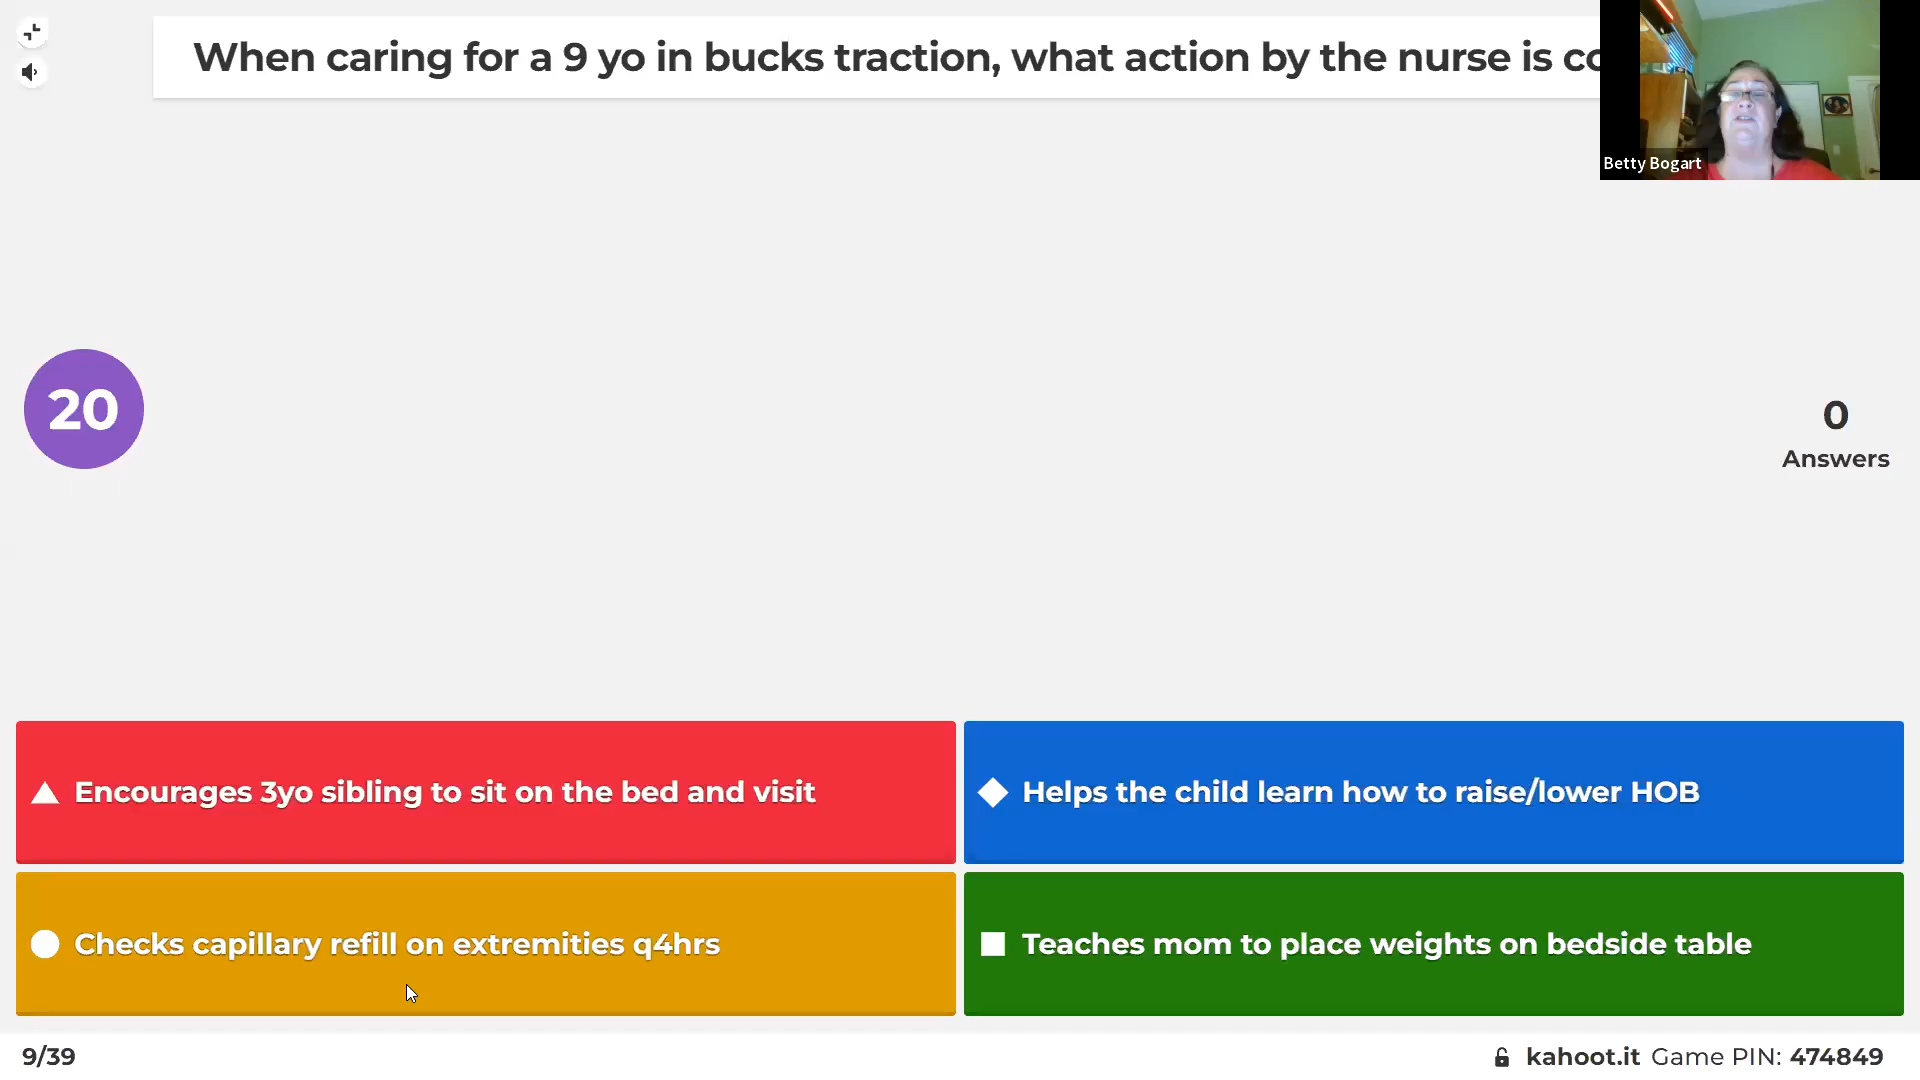 When caring for a 9 yo in bucks traction, what action by the nurse is co
Betty Bogart
20
0
Answers
Encourages 3yo sibling to sit on the bed and visit
Helps the child learn how to raise/lower HOB
Checks capillary refill on extremities q4hrs
Teaches mom to place weights on bedside table
9/39
kahoot.it Game PIN: 474849